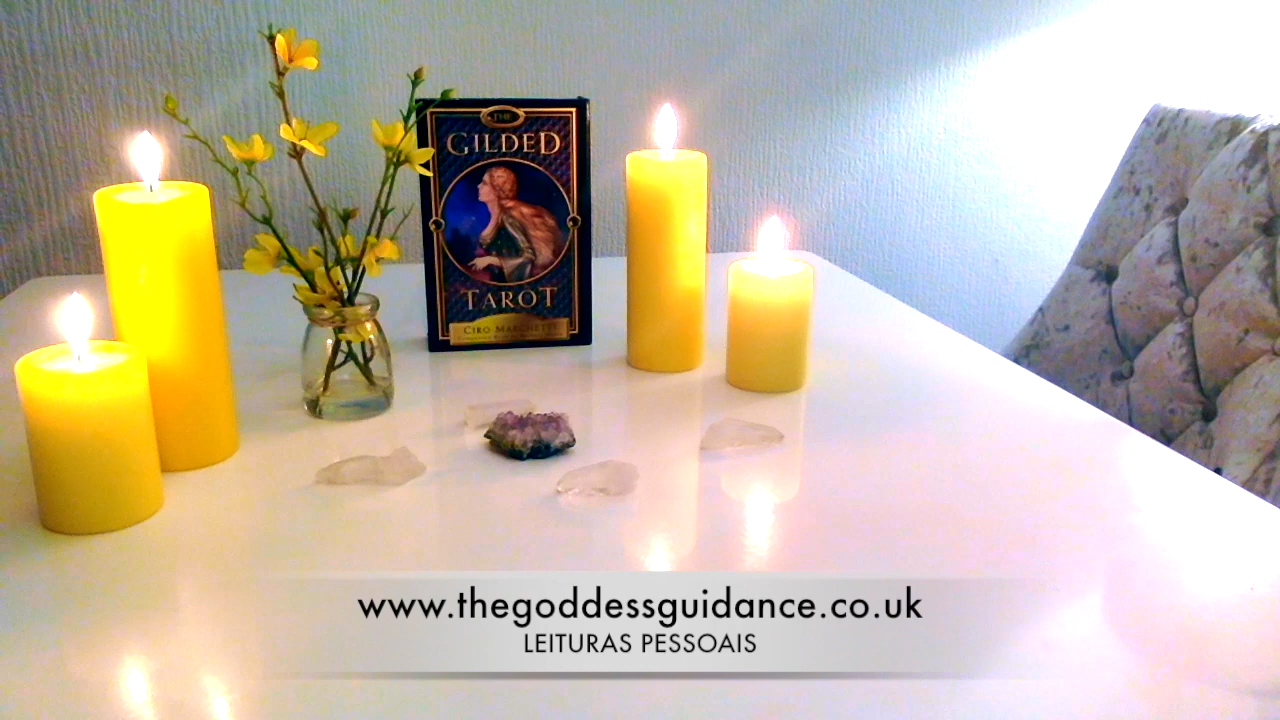 THE
GILDED
TAROT
CIRO MARCHETTI
www.thegoddessguidance.co.uk
LEITURAS PESSOAIS